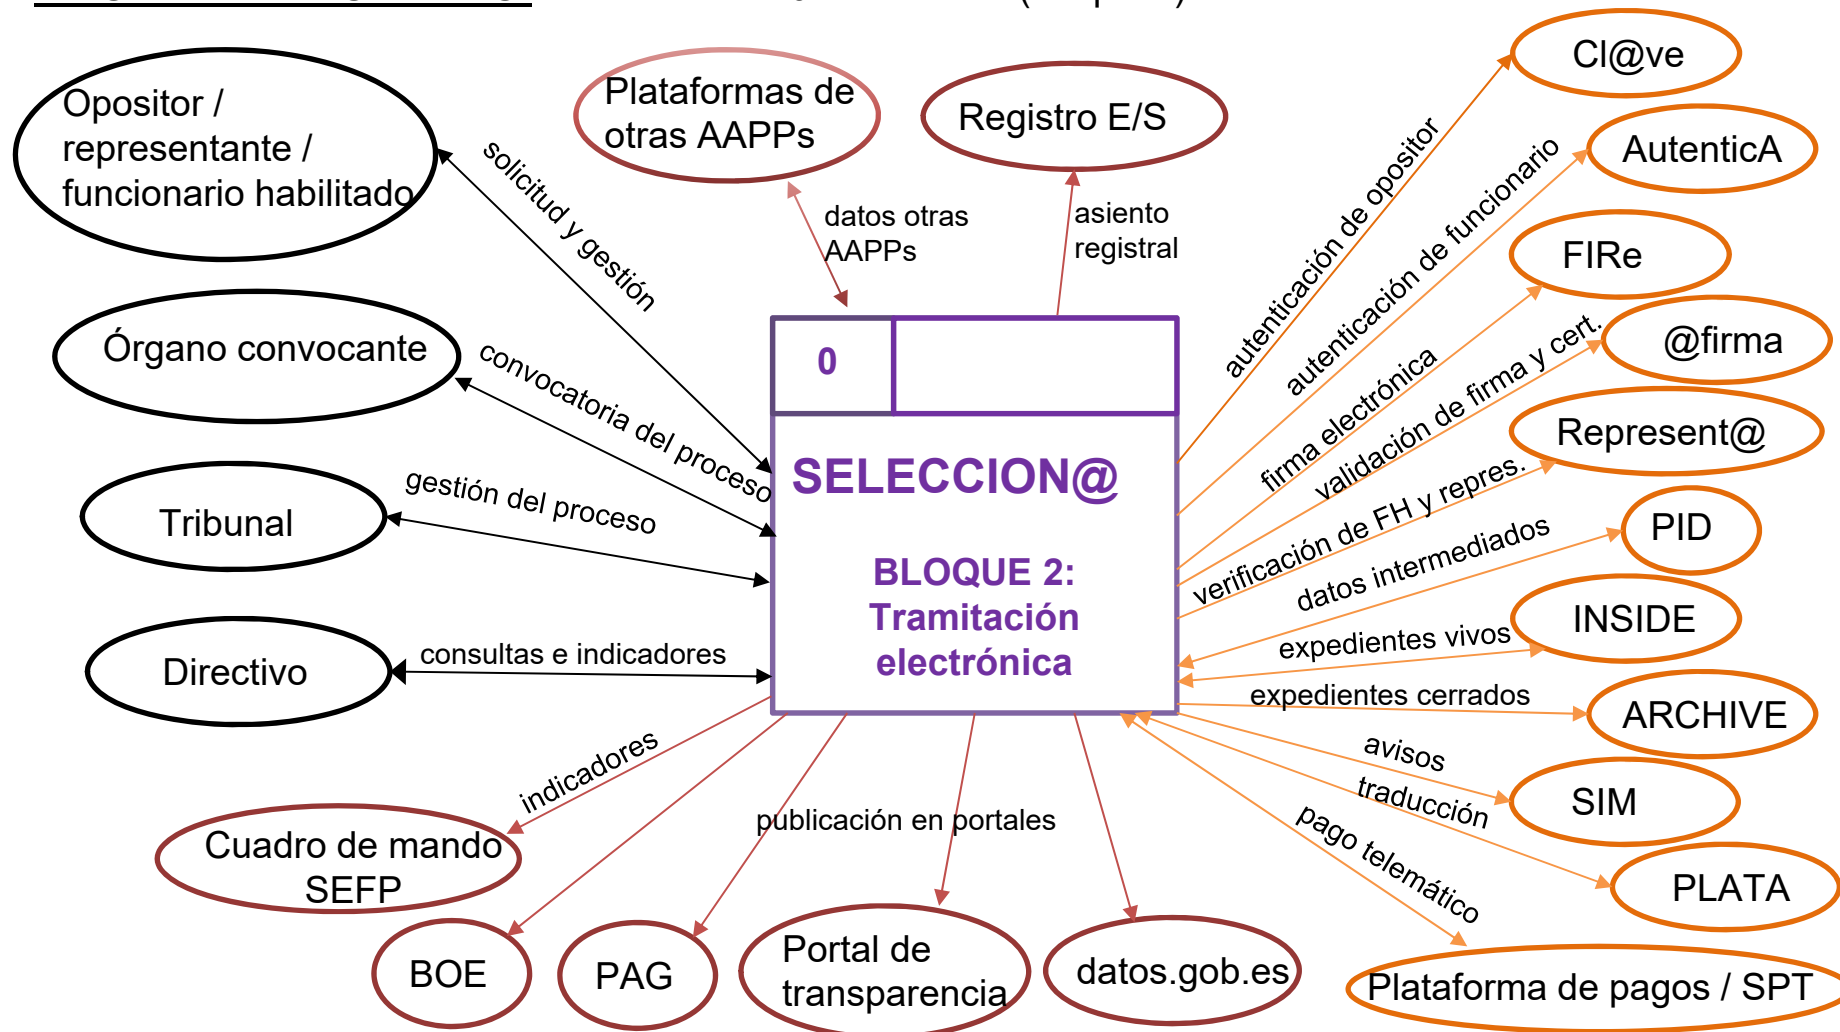 Opositor /
representante /
funcionario habilitado
Plataformas de
otras AAPPs
Registro E/S
Cl@ve
AutenticA
FIRe
@firma
Represent@
PID
INSIDE
ARCHIVE
SIM
PLATA
Plataforma de pagos / SPT
Órgano convocante
Tribunal
Directivo
solicitud y gestión
convocatoria del proceso
gestión del proceso
consultas e indicadores
datos otras
AAPPs
asiento
registral
0
SELECCION@
BLOQUE 2:
Tramitación
electrónica
autenticación de opositor
autenticación de funcionario
firma electrónica
validación de firma y cert.
verificación de FH y repres.
datos intermediados
expedientes vivos
expedientes cerrados
avisos
traducción
pago telemático
indicadores
publicación en portales
Cuadro de mando
SEFP
BOE
PAG
Portal de
transparencia
datos.gob.es